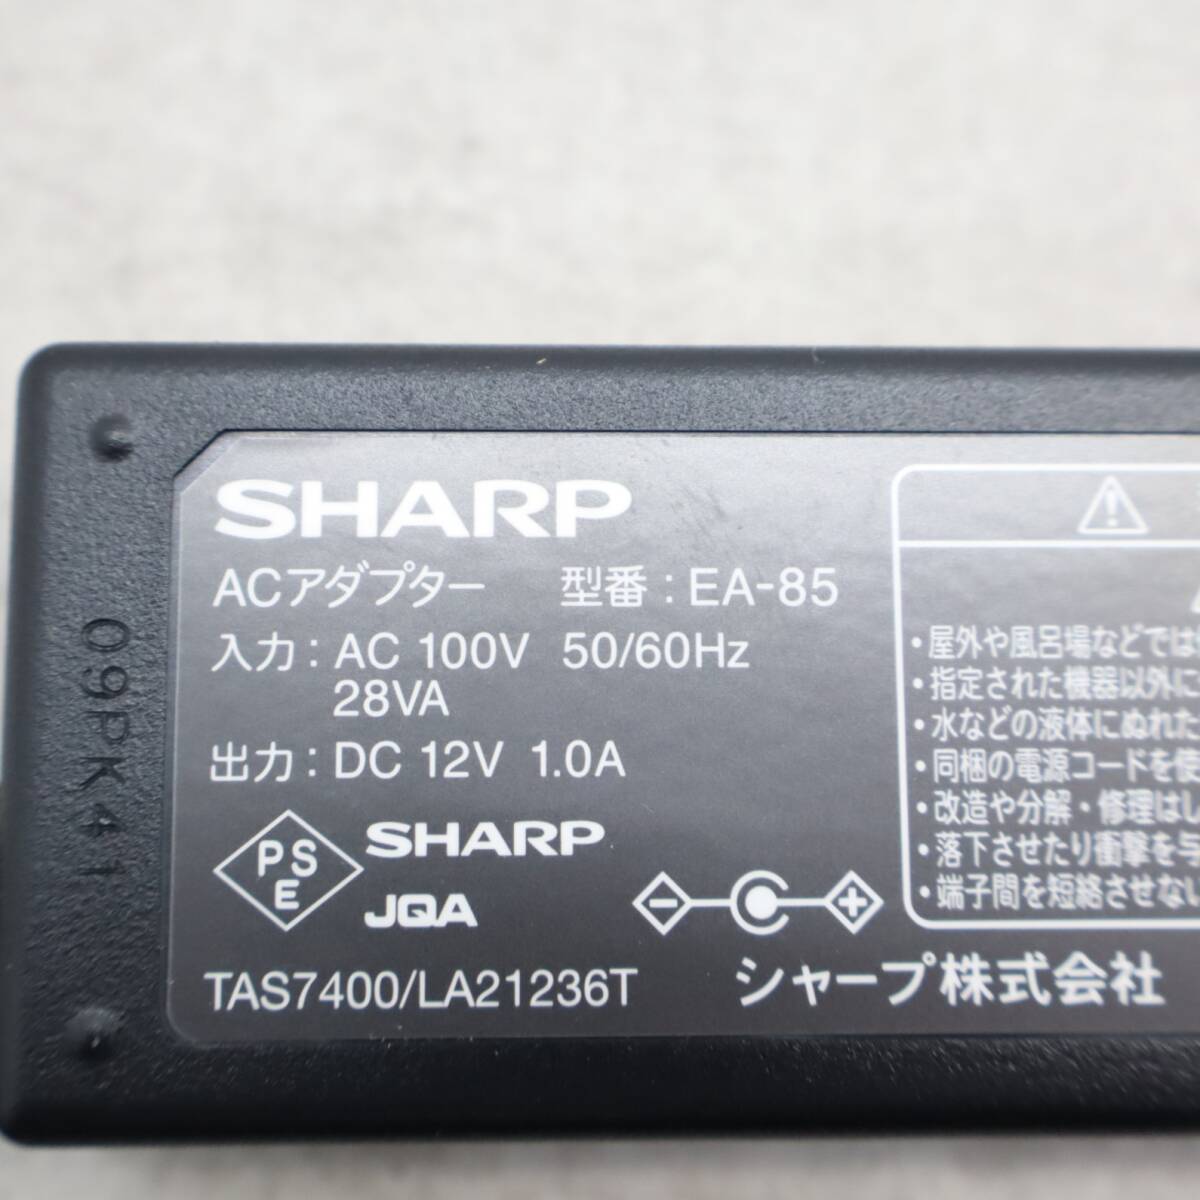 SHARP
ACアダプター 型番：EA-85
入力：AC 100V 50/60Hz
28VA
出力：DC 12V 1.0A
PS
E
SHARP
JQA
TAS7400/LA21236T
シャープ株式会社
・屋外や風呂場などでは
・指定された機器以外に
・水などの液体にぬれた
・同梱の電源コードを使
・改造や分解・修理はし
・落下させたり衝撃を与
・端子間を短絡させない
09PK41